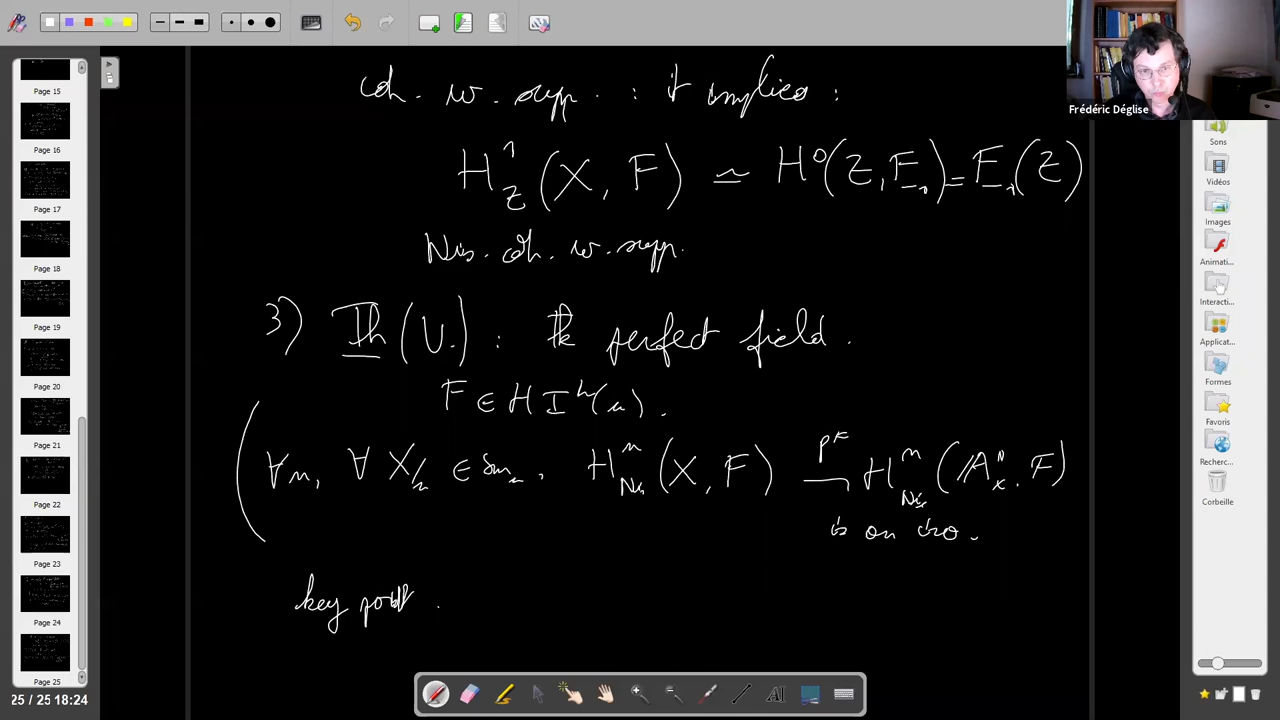 coh. w. supp. : it implies :
H^1_Z (X, F) ≃ H^0(Z, F_{-1}) = F_{-1}(Z)
Nis. coh. w. supp.
3) Th (V.) : k perfect field.
F ∈ HI^tr(k).
∀n, ∀ X/k ∈ Sm_k, H^n_Nis (X, F) p* → H^n_Nis (A^1_X, F)
is an iso.
key point.
Frédéric Déglise
Page 15
Page 16
Page 17
Page 18
Page 19
Page 20
Page 21
Page 22
Page 23
Page 24
Page 25
25 / 25 18:24
Sons
Vidéos
Images
Animati...
Interacti...
Applicat...
Formes
Favoris
Recherc...
Corbeille
AI